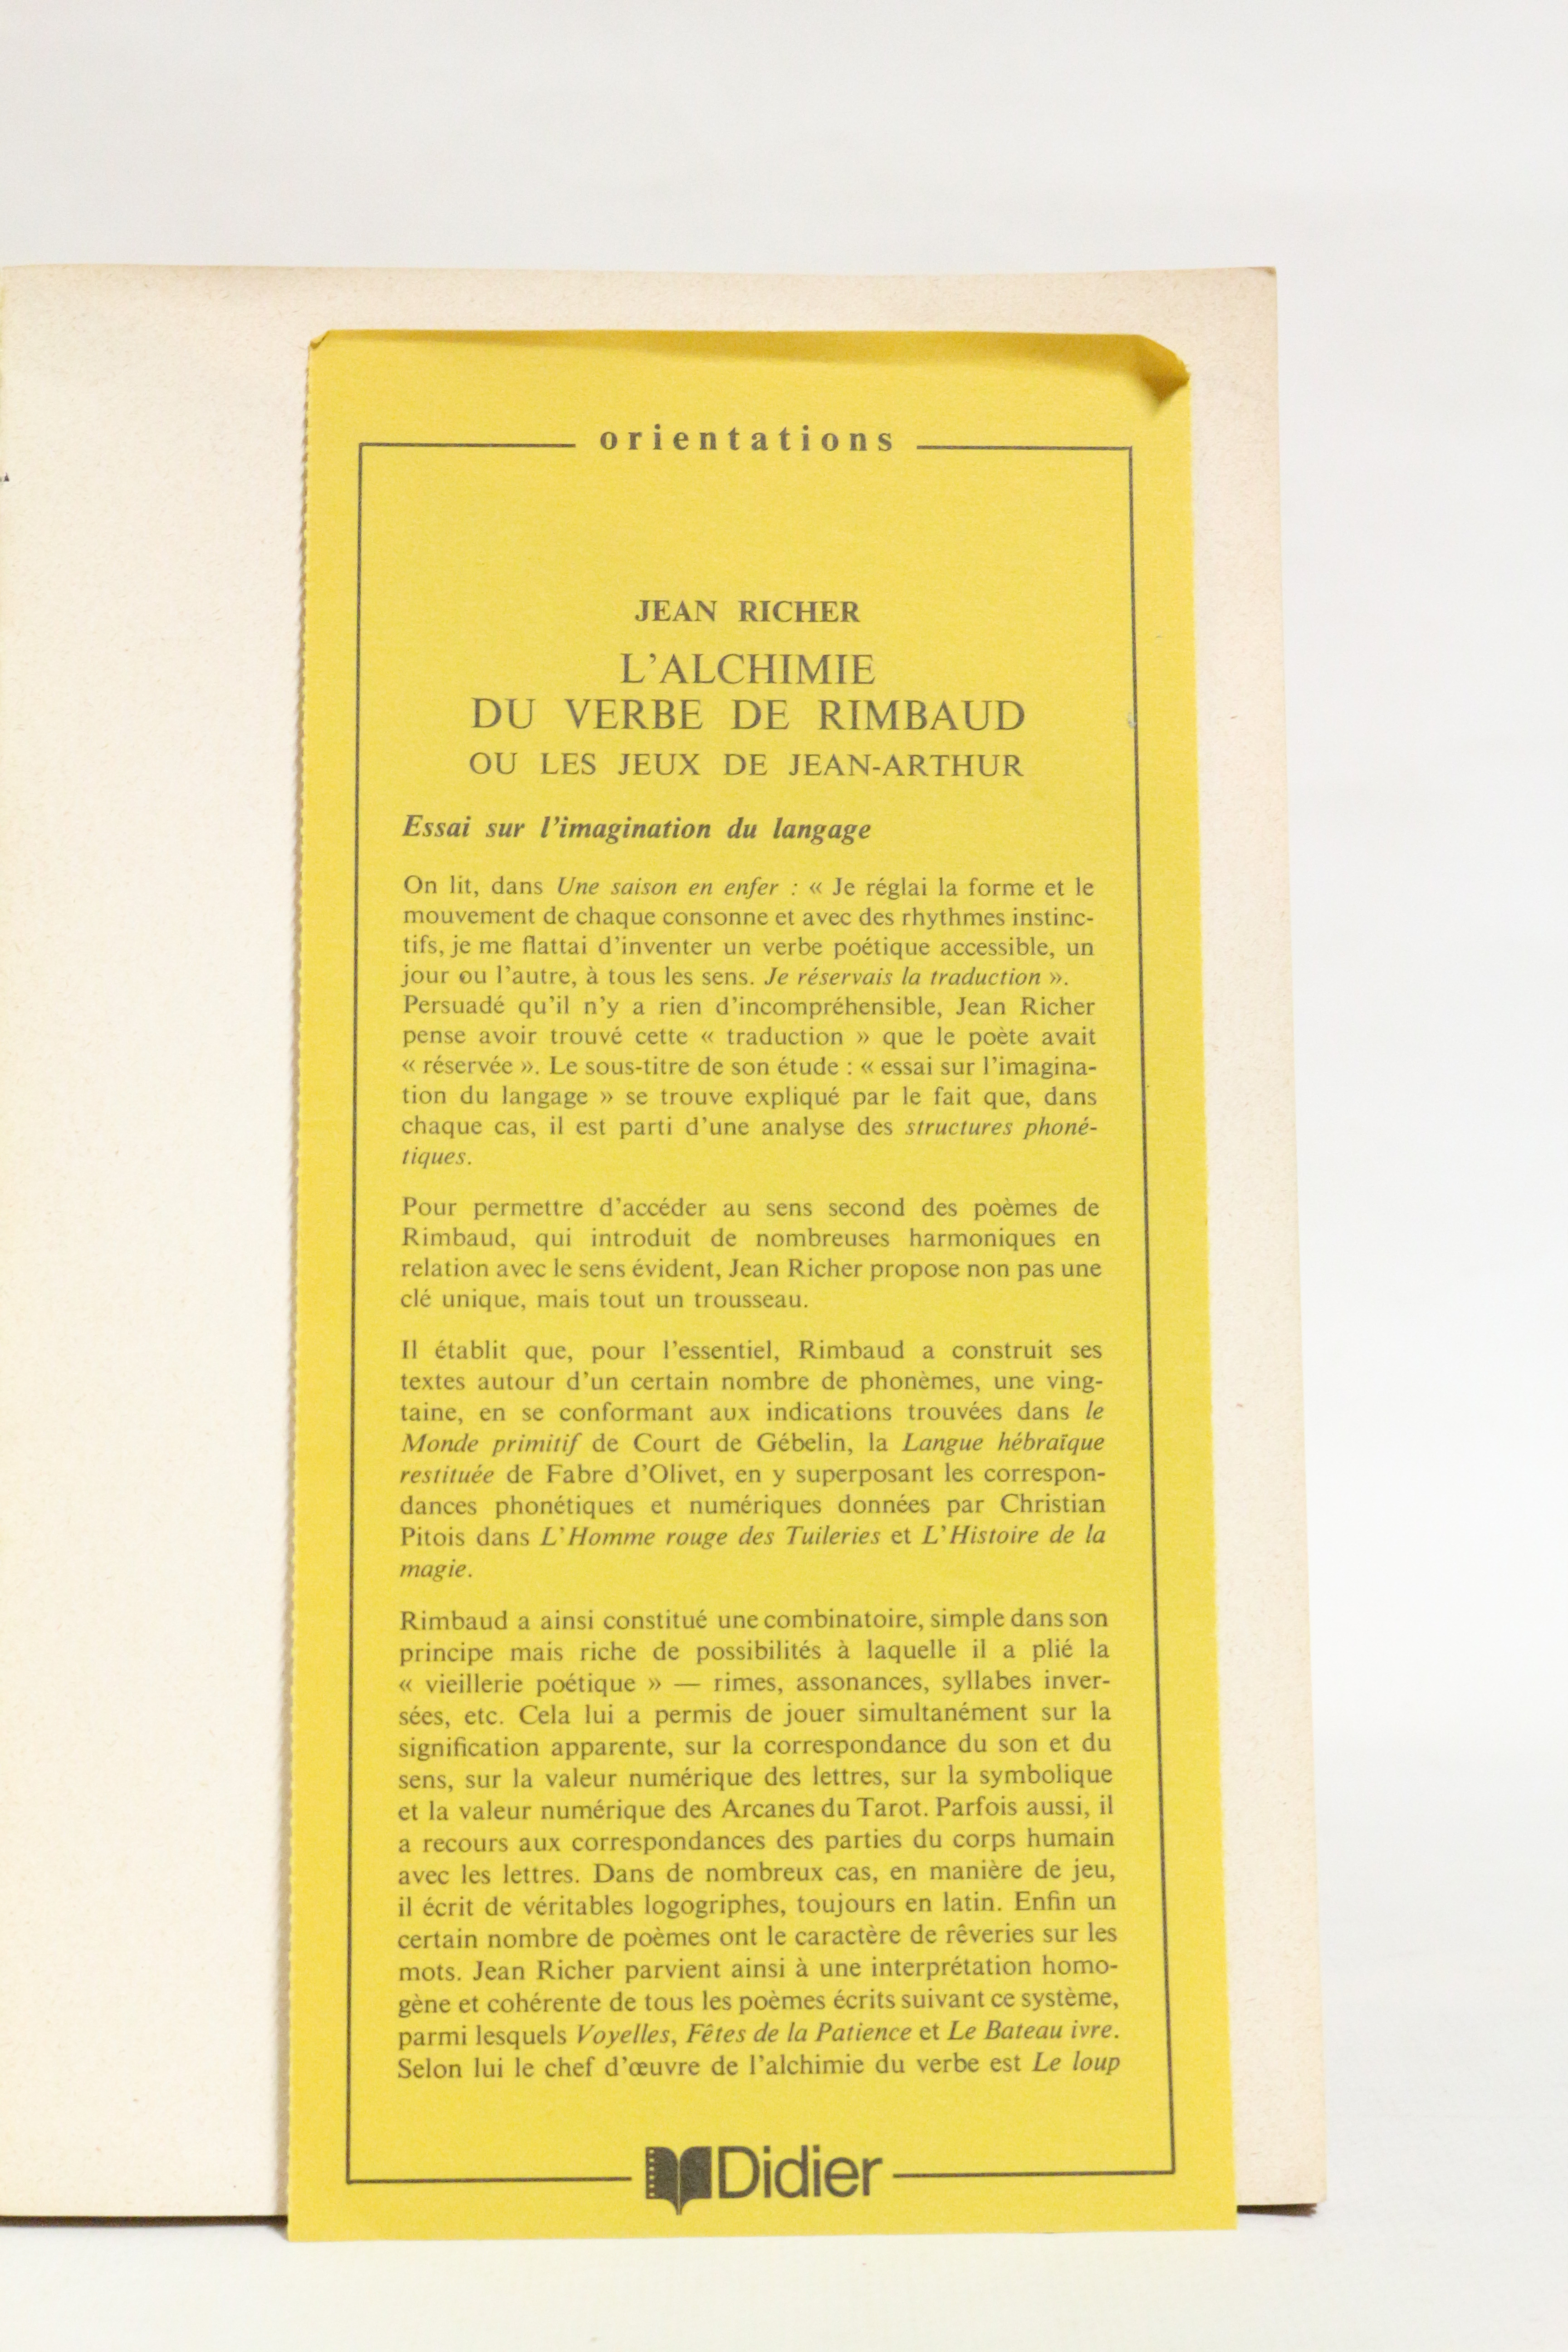 orientations
JEAN RICHER
L'ALCHIMIE
DU VERBE DE RIMBAUD
OU LES JEUX DE JEAN-ARTHUR
Essai sur l'imagination du langage
On lit, dans Une saison en enfer : « Je réglai la forme et le
mouvement de chaque consonne et avec des rhythmes instinc-
tifs, je me flattai d'inventer un verbe poétique accessible, un
jour ou l'autre, à tous les sens. Je réservais la traduction ».
Persuadé qu'il n'y a rien d'incompréhensible, Jean Richer
pense avoir trouvé cette « traduction » que le poète avait
« réservée ». Le sous-titre de son étude : « essai sur l'imagina-
tion du langage » se trouve expliqué par le fait que, dans
chaque cas, il est parti d'une analyse des structures phoné-
tiques.
Pour permettre d'accéder au sens second des poèmes de
Rimbaud, qui introduit de nombreuses harmoniques en
relation avec le sens évident, Jean Richer propose non pas une
clé unique, mais tout un trousseau.
Il établit que, pour l'essentiel, Rimbaud a construit ses
textes autour d'un certain nombre de phonèmes, une ving-
taine, en se conformant aux indications trouvées dans le
Monde primitif de Court de Gébelin, la Langue hébraïque
restituée de Fabre d'Olivet, en y superposant les correspon-
dances phonétiques et numériques données par Christian
Pitois dans L'Homme rouge des Tuileries et L'Histoire de la
magie.
Rimbaud a ainsi constitué une combinatoire, simple dans son
principe mais riche de possibilités à laquelle il a plié la
« vieillerie poétique » — rimes, assonances, syllabes inver-
sées, etc. Cela lui a permis de jouer simultanément sur la
signification apparente, sur la correspondance du son et du
sens, sur la valeur numérique des lettres, sur la symbolique
et la valeur numérique des Arcanes du Tarot. Parfois aussi, il
a recours aux correspondances des parties du corps humain
avec les lettres. Dans de nombreux cas, en manière de jeu,
il écrit de véritables logogriphes, toujours en latin. Enfin un
certain nombre de poèmes ont le caractère de rêveries sur les
mots. Jean Richer parvient ainsi à une interprétation homo-
gène et cohérente de tous les poèmes écrits suivant ce système,
parmi lesquels Voyelles, Fêtes de la Patience et Le Bateau ivre.
Selon lui le chef d'œuvre de l'alchimie du verbe est Le loup
Didier